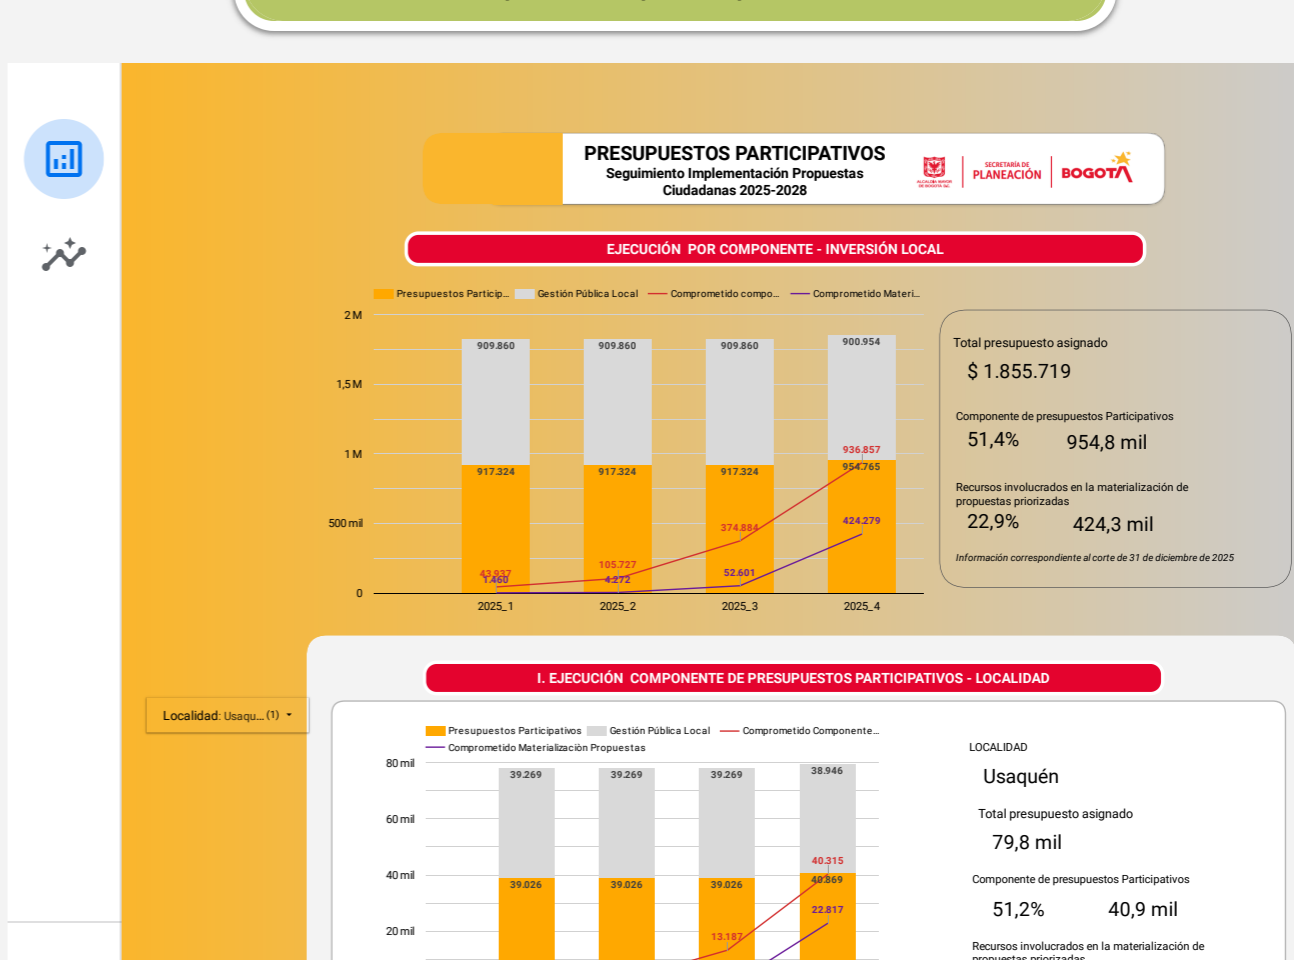 PRESUPUESTOS PARTICIPATIVOS
Seguimiento Implementación Propuestas
Ciudadanas 2025-2028
ALCALDÍA MAYOR
DE BOGOTÁ D.C.
SECRETARÍA DE
PLANEACIÓN
BOGOTÁ
EJECUCIÓN POR COMPONENTE - INVERSIÓN LOCAL
Presupuestos Particip... Gestión Pública Local Comprometido compo... Comprometido Materi...
2 M
1,5 M
1 M
500 mil
0
909.860 909.860 909.860 900.954
917.324 917.324 917.324 954.765
43.937 105.727 374.884 936.857
1.460 4.272 52.601 424.279
2025_1 2025_2 2025_3 2025_4
Total presupuesto asignado
$ 1.855.719
Componente de presupuestos Participativos
51,4% 954,8 mil
Recursos involucrados en la materialización de
propuestas priorizadas
22,9% 424,3 mil
Información correspondiente al corte de 31 de diciembre de 2025
I. EJECUCIÓN COMPONENTE DE PRESUPUESTOS PARTICIPATIVOS - LOCALIDAD
Localidad: Usaqu... (1)
Presupuestos Participativos Gestión Pública Local Comprometido Componente...
Comprometido Materialización Propuestas
80 mil
60 mil
40 mil
20 mil
39.269 39.269 39.269 38.946
39.026 39.026 39.026 40.869
40.315
22.817
13.187
LOCALIDAD
Usaquén
Total presupuesto asignado
79,8 mil
Componente de presupuestos Participativos
51,2% 40,9 mil
Recursos involucrados en la materialización de
propuestas priorizadas